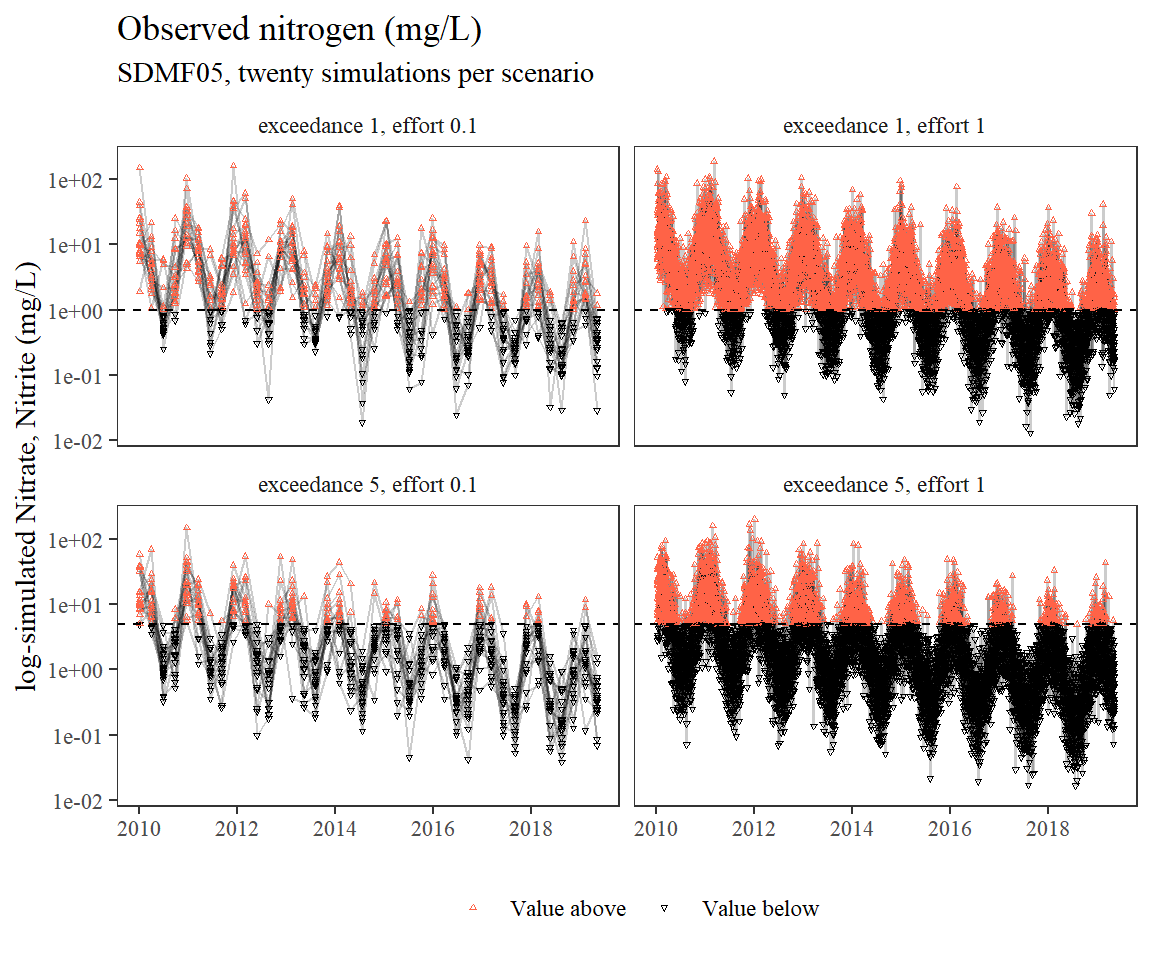 Observed nitrogen (mg/L)
SDMF05, twenty simulations per scenario
exceedance 1, effort 0.1
exceedance 1, effort 1
1e+02
1e+01
1e+00
1e-01
1e-02
exceedance 5, effort 0.1
exceedance 5, effort 1
1e+02
1e+01
1e+00
1e-01
1e-02
log-simulated Nitrate, Nitrite (mg/L)
2010 2012 2014 2016 2018
2010 2012 2014 2016 2018
Value above
Value below